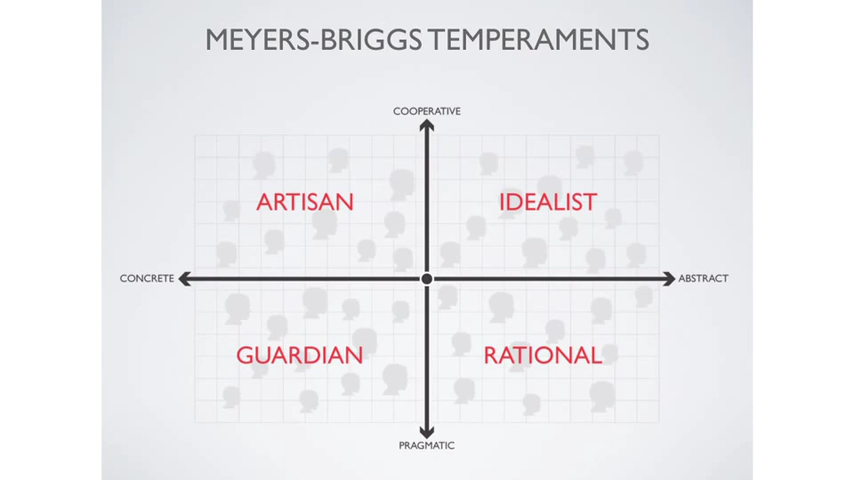 MEYERS-BRIGGS TEMPERAMENTS
COOPERATIVE
ARTISAN
IDEALIST
CONCRETE
ABSTRACT
GUARDIAN
RATIONAL
PRAGMATIC